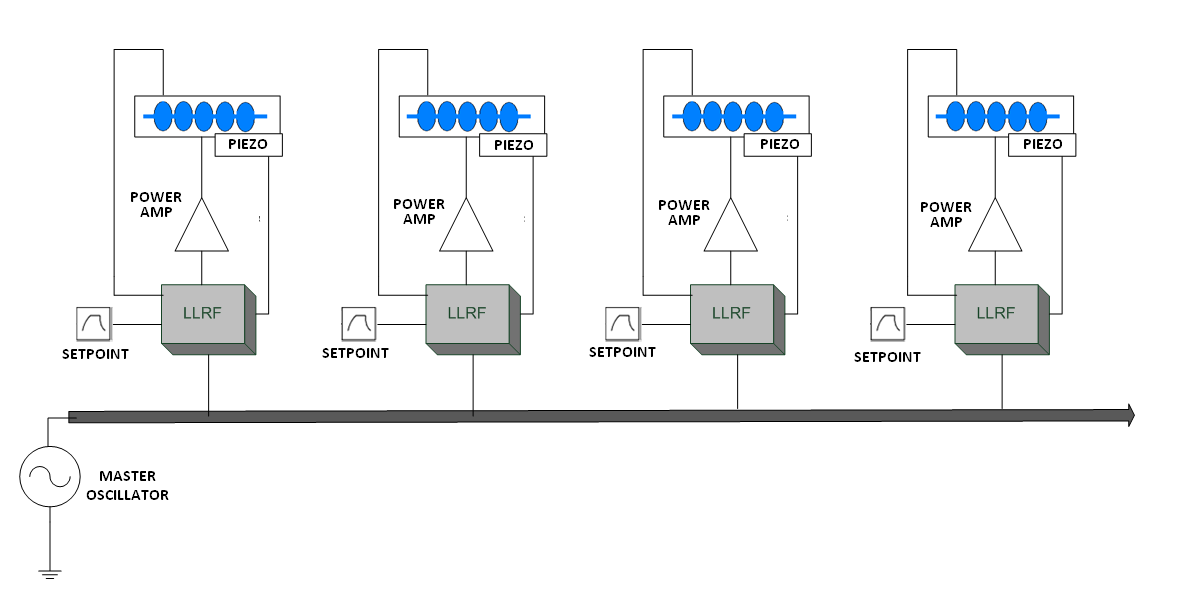 PIEZO
PIEZO
PIEZO
PIEZO
POWER
AMP
POWER
AMP
POWER
AMP
POWER
AMP
LLRF
LLRF
LLRF
LLRF
SETPOINT
SETPOINT
SETPOINT
SETPOINT
MASTER
OSCILLATOR